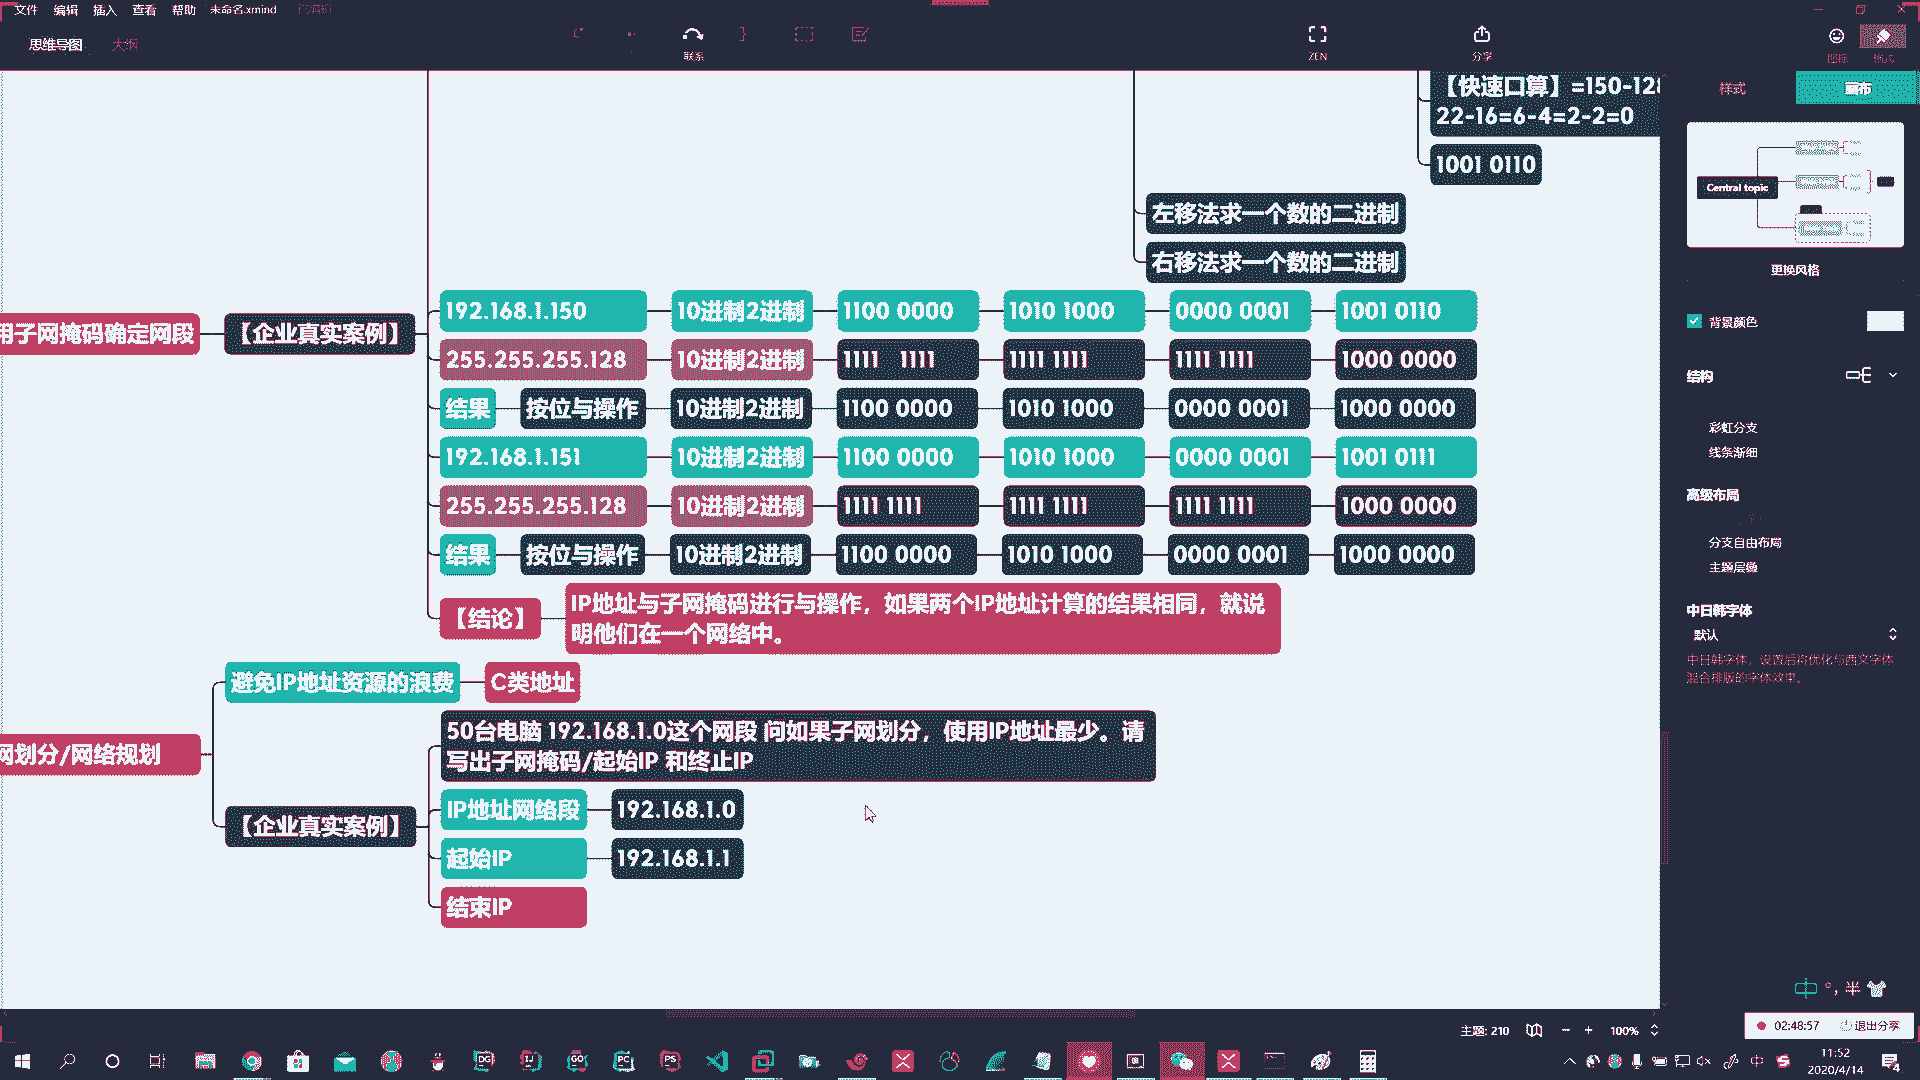 文件 编辑 插入 查看 帮助 未命名.xmind
思维导图 大纲
联系
ZEN
分享
图标 格式
样式 画布
【快速口算】=150-128
22-16=6-4=2-2=0
1001 0110
左移法求一个数的二进制
右移法求一个数的二进制
用子网掩码确定网段 【企业真实案例】
192.168.1.150 10进制2进制 1100 0000 1010 1000 0000 0001 1001 0110
255.255.255.128 10进制2进制 1111 1111 1111 1111 1111 1111 1000 0000
结果 按位与操作 10进制2进制 1100 0000 1010 1000 0000 0001 1000 0000
192.168.1.151 10进制2进制 1100 0000 1010 1000 0000 0001 1001 0111
255.255.255.128 10进制2进制 1111 1111 1111 1111 1111 1111 1000 0000
结果 按位与操作 10进制2进制 1100 0000 1010 1000 0000 0001 1000 0000
【结论】
IP地址与子网掩码进行与操作，如果两个IP地址计算的结果相同，就说
明他们在一个网络中。
避免IP地址资源的浪费 C类地址
网划分/网络规划
【企业真实案例】
50台电脑 192.168.1.0这个网段 问如果子网划分，使用IP地址最少。请
写出子网掩码/起始IP 和终止IP
IP地址网络段 192.168.1.0
起始IP 192.168.1.1
结束IP
Central topic
更换风格
背景颜色
结构
彩虹分支
线条渐细
高级布局
分支自由布局
主题层叠
中日韩字体
默认
中日韩字体，设置后将优化与西文字体
混合排版的字体效果。
半
主题: 210
100%
02:48:57 退出分享
DG IJ GO PC PS
中
11:52
2020/4/14
4